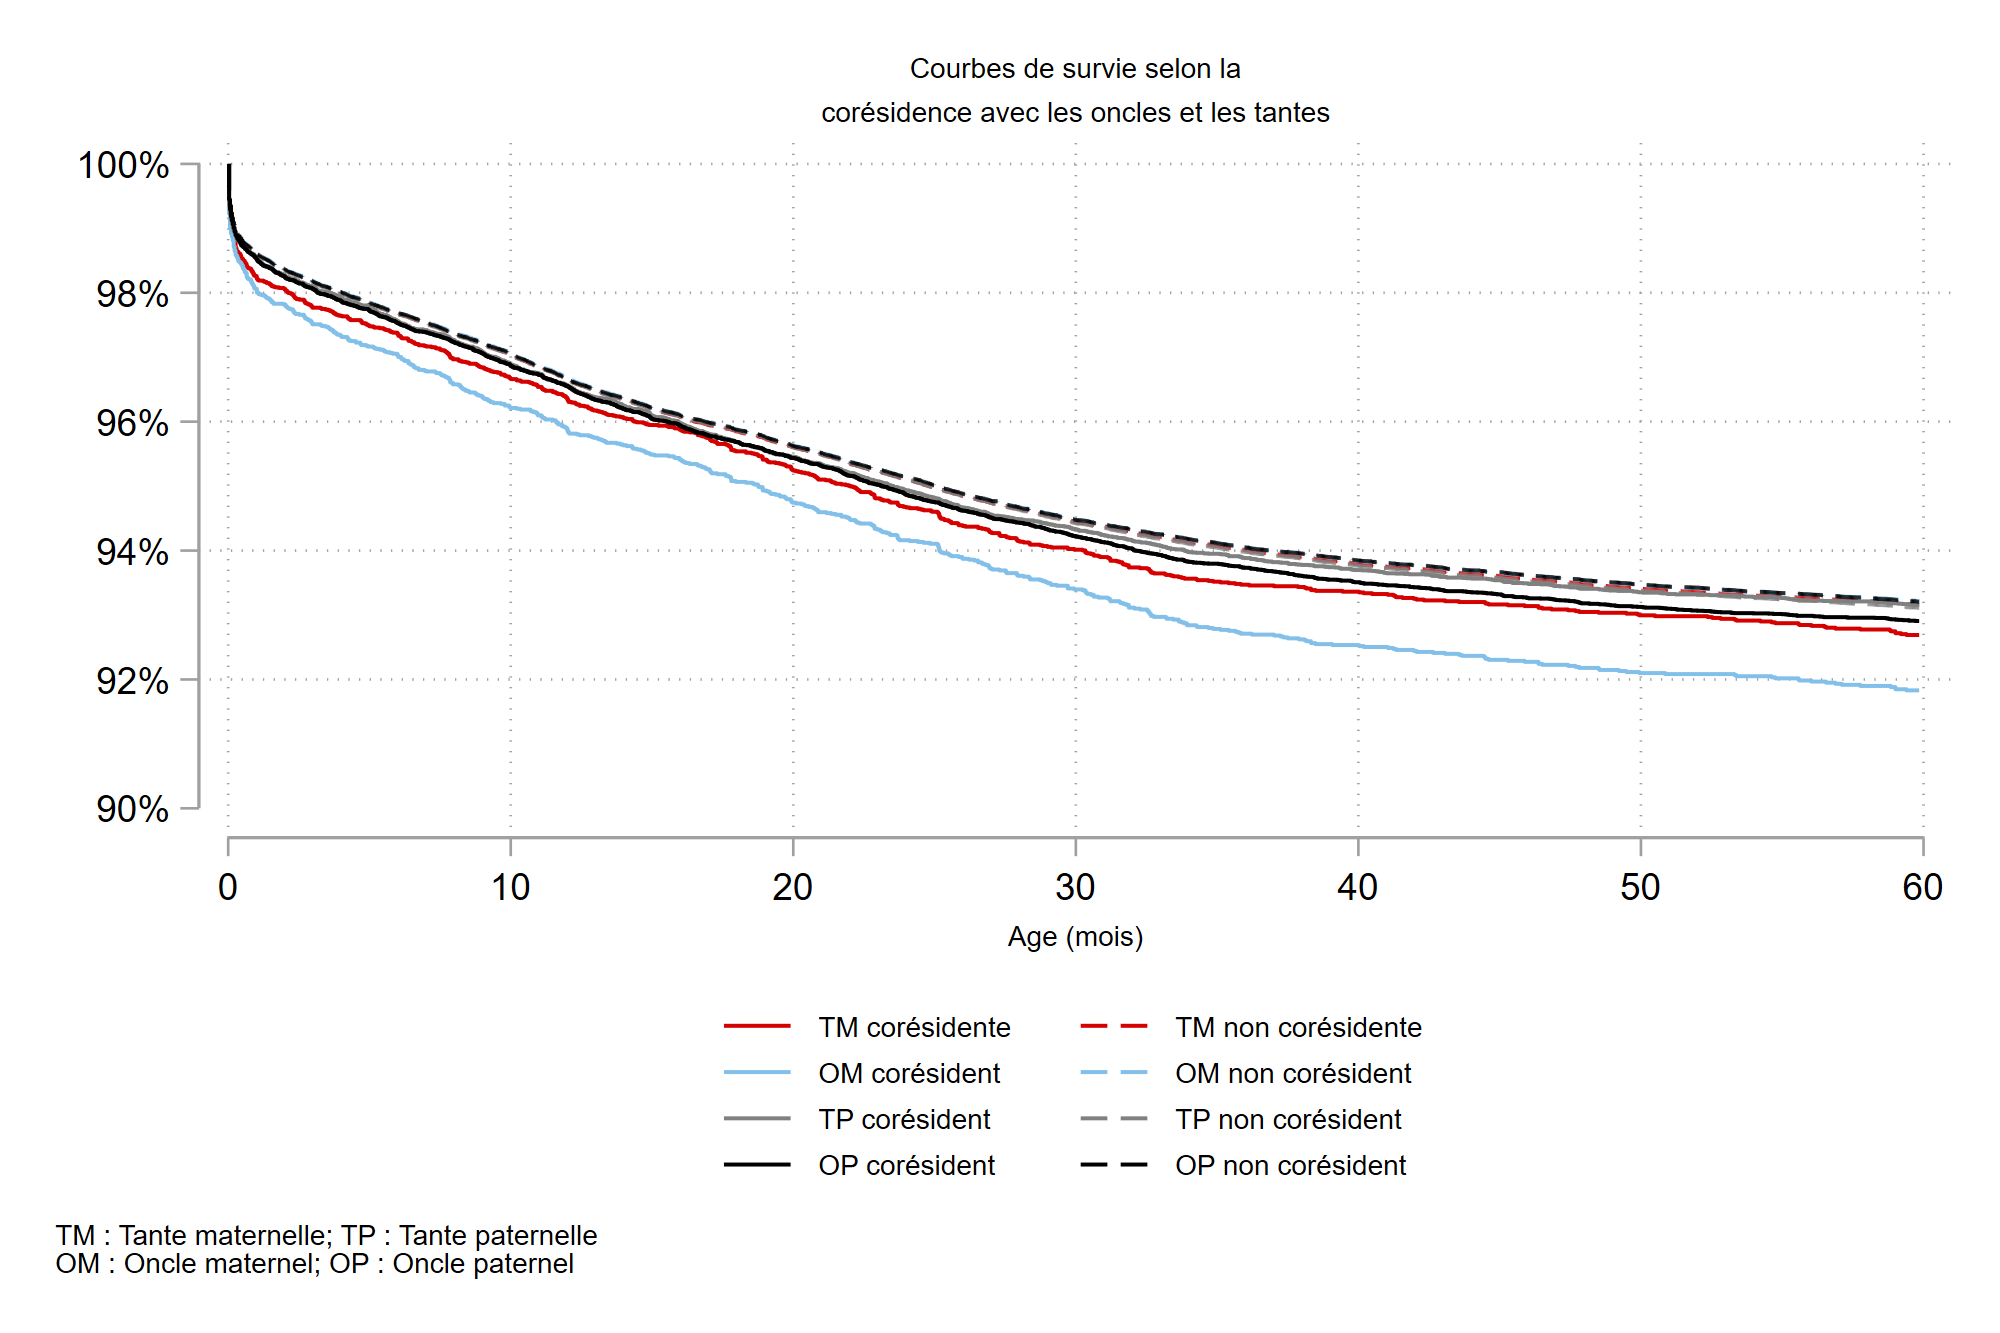 Courbes de survie selon la
corésidence avec les oncles et les tantes
100%
98%
96%
94%
92%
90%
0 10 20 30 40 50 60
Age (mois)
TM corésidente TM non corésidente
OM corésident OM non corésident
TP corésident TP non corésident
OP corésident OP non corésident
TM : Tante maternelle; TP : Tante paternelle
OM : Oncle maternel; OP : Oncle paternel